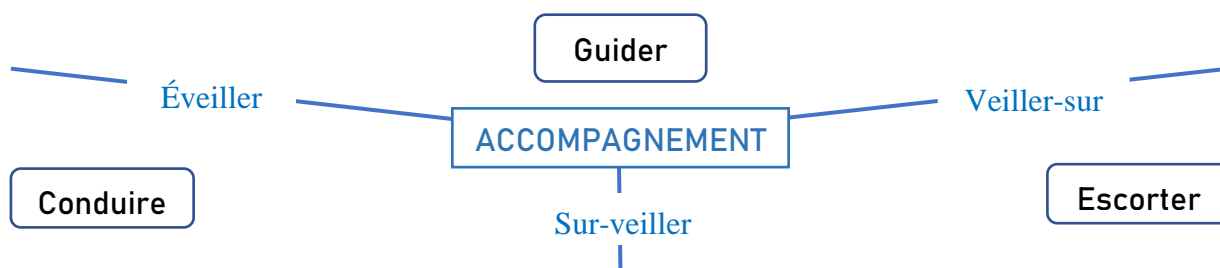 Guider
Éveiller
Veiller-sur
ACCOMPAGNEMENT
Conduire
Escorter
Sur-veiller